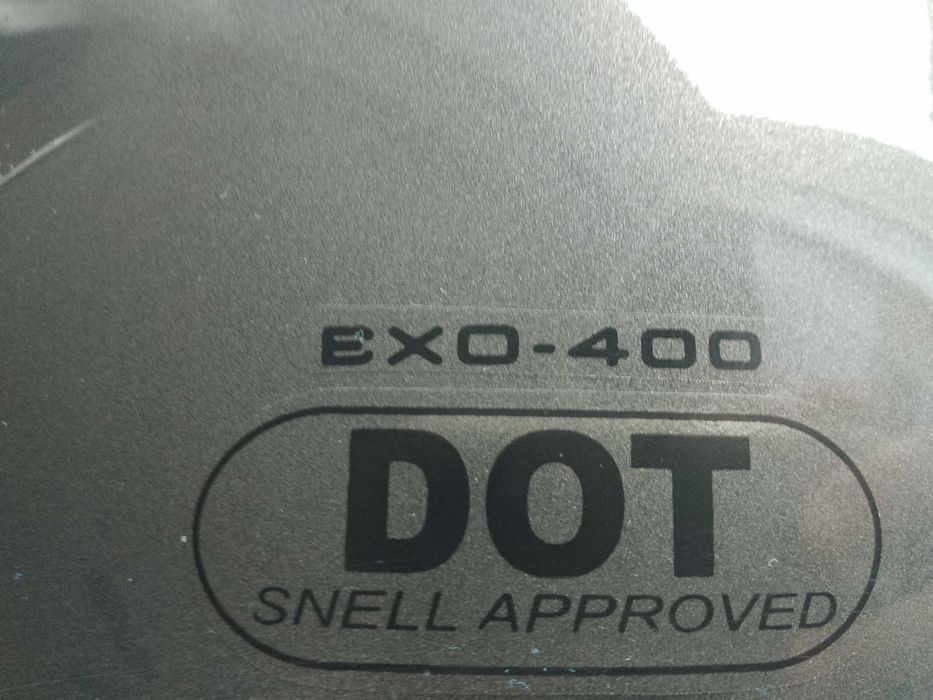 EXO-400
DOT
SNELL APPROVED